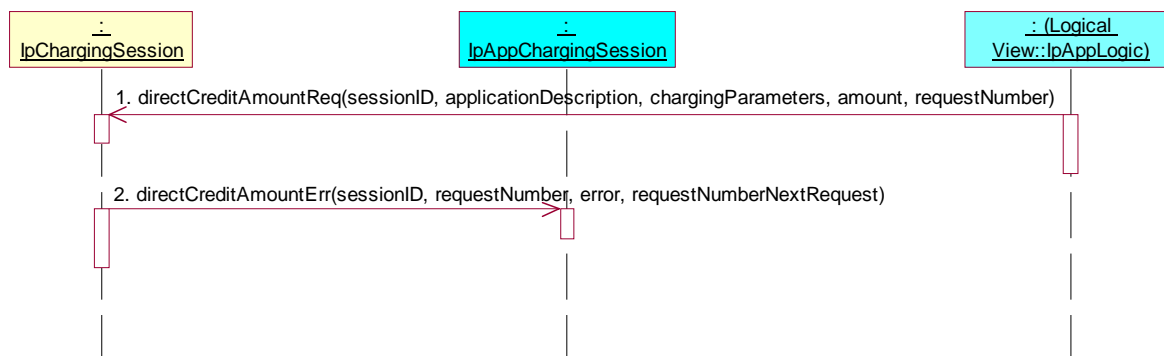 :
IpChargingSession
:
IpAppChargingSession
: (Logical
View::IpAppLogic)
1. directCreditAmountReq(sessionID, applicationDescription, chargingParameters, amount, requestNumber)
2. directCreditAmountErr(sessionID, requestNumber, error, requestNumberNextRequest)